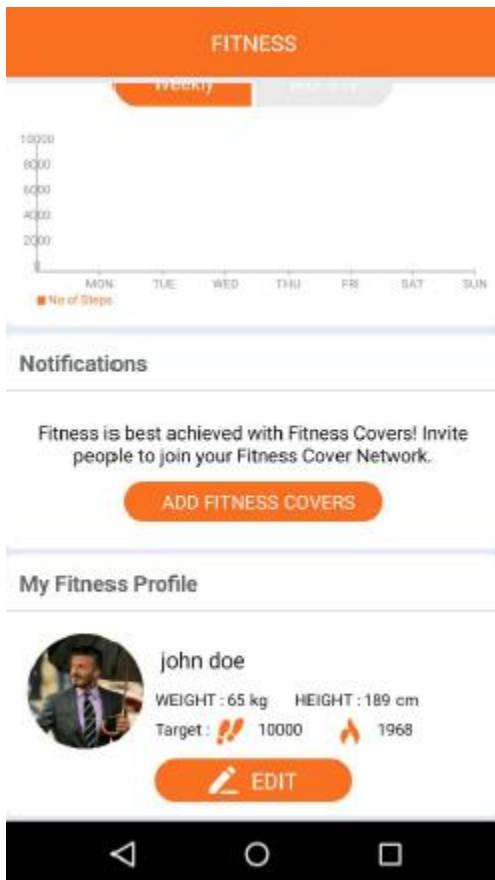 FITNESS
Weekly
10000
8000
6000
4000
2000
0
MON TUE WED THU FRI SAT SUN
No of Steps
Notifications
Fitness is best achieved with Fitness Covers! Invite
people to join your Fitness Cover Network.
ADD FITNESS COVERS
My Fitness Profile
john doe
WEIGHT : 65 kg HEIGHT : 189 cm
Target : 10000 1968
EDIT